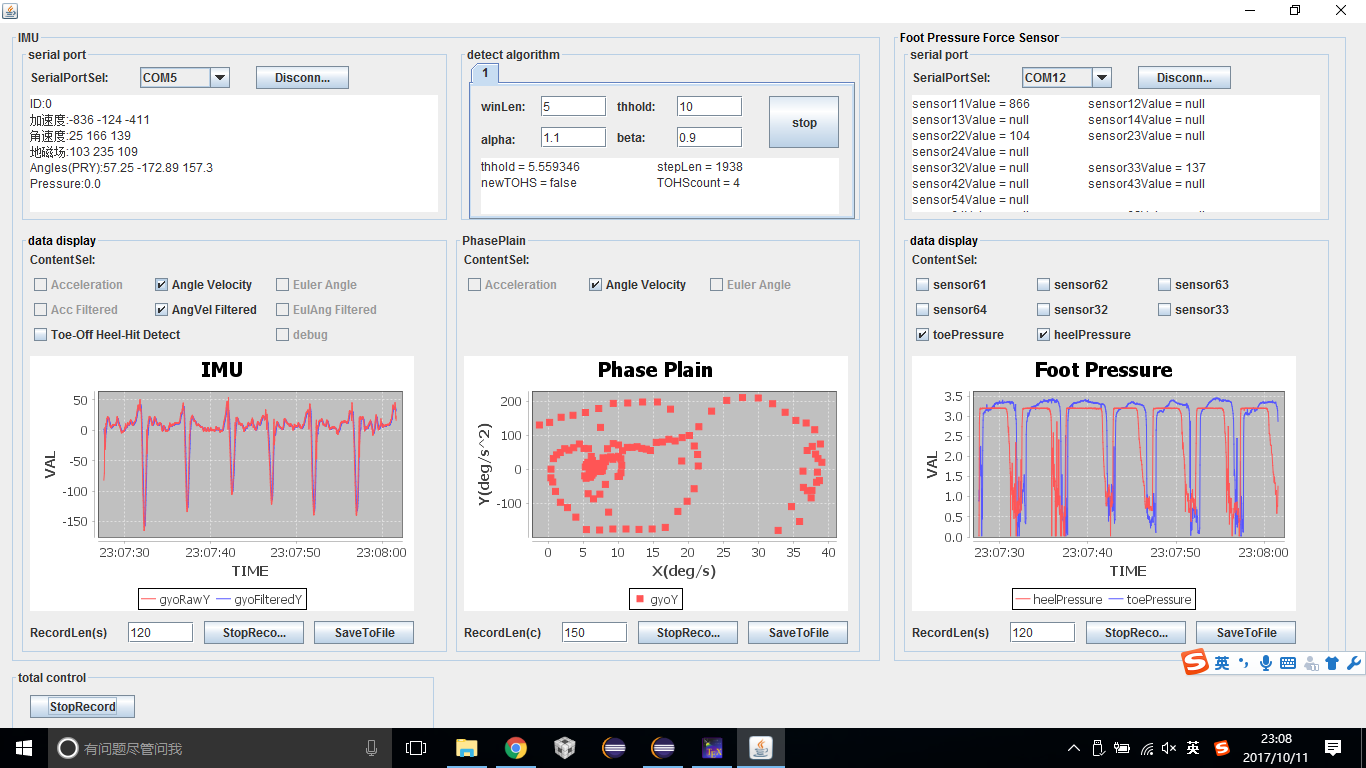 IMU
serial port
SerialPortSel: COM5 Disconn...
ID:0
加速度:-836 -124 -411
角速度:25 166 139
地磁场:103 235 109
Angles(PRY):57.25 -172.89 157.3
Pressure:0.0
detect algorithm
1
winLen: 5 thhold: 10
alpha: 1.1 beta: 0.9
stop
thhold = 5.559346 stepLen = 1938
newTOHS = false TOHScount = 4
Foot Pressure Force Sensor
serial port
SerialPortSel: COM12 Disconn...
sensor11Value = 866 sensor12Value = null
sensor13Value = null sensor14Value = null
sensor22Value = 104 sensor23Value = null
sensor24Value = null
sensor32Value = null sensor33Value = 137
sensor42Value = null sensor43Value = null
sensor54Value = null
data display
ContentSel:
Acceleration Angle Velocity Euler Angle
Acc Filtered AngVel Filtered EulAng Filtered
Toe-Off Heel-Hit Detect debug
IMU
50
0
-50
-100
-150
VAL
23:07:30 23:07:40 23:07:50 23:08:00
TIME
gyoRawY gyoFilteredY
RecordLen(s) 120 StopReco... SaveToFile
PhasePlain
ContentSel:
Acceleration Angle Velocity Euler Angle
Phase Plain
200
100
0
-100
Y(deg/s^2)
0 5 10 15 20 25 30 35 40
X(deg/s)
gyoY
RecordLen(c) 150 StopReco... SaveToFile
data display
ContentSel:
sensor61 sensor62 sensor63
sensor64 sensor32 sensor33
toePressure heelPressure
Foot Pressure
3.5
3.0
2.5
2.0
1.5
1.0
0.5
0.0
VAL
23:07:30 23:07:40 23:07:50 23:08:00
TIME
heelPressure toePressure
RecordLen(s) 120 StopReco... SaveToFile
S 英
total control
StopRecord
有问题尽管问我
TEX
英
S
23:08
2017/10/11